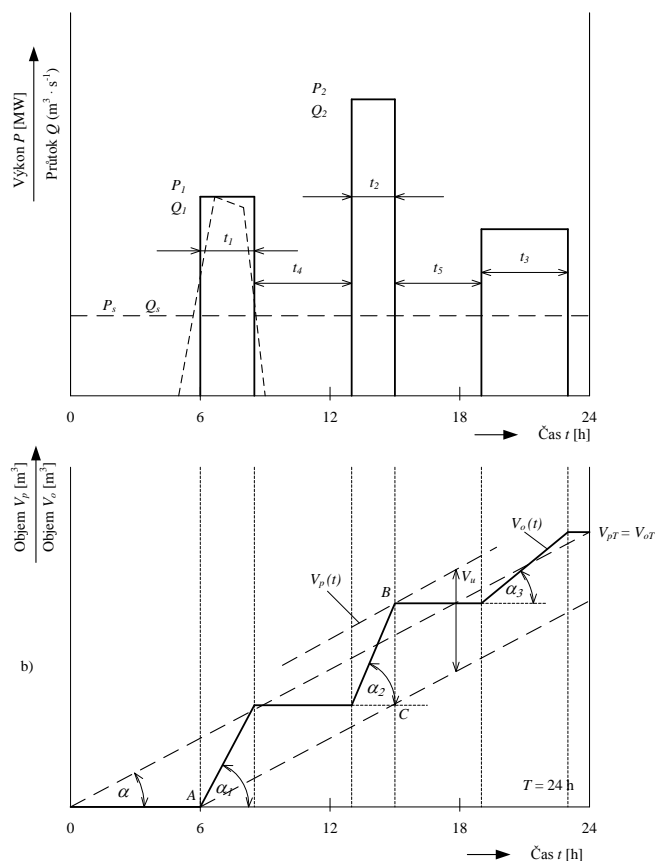 Výkon P [MW]
Průtok Q (m³ · s⁻¹)
P₂
Q₂
P₁
Q₁
t₂
t₁
t₄
t₅
t₃
Pₛ Qₛ
0 6 12 18 24
Čas t [h]
Objem Vₚ [m³]
Objem Vₒ [m³]
Vₚ(t)
Vₒ(t)
VₚT = VₒT
Vᵤ
B
α₃
b)
α₂
C
α
A
α₁
T = 24 h
0 6 12 18 24
Čas t [h]